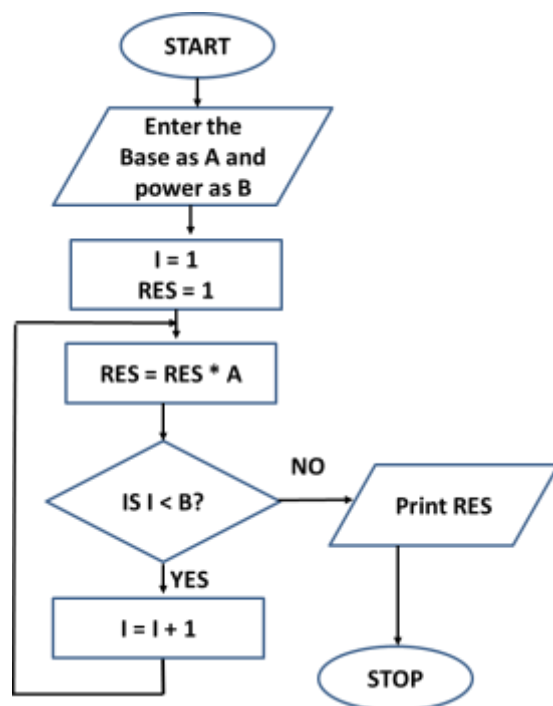 START
Enter the
Base as A and
power as B
I = 1
RES = 1
RES = RES * A
IS I < B?
NO
Print RES
YES
I = I + 1
STOP